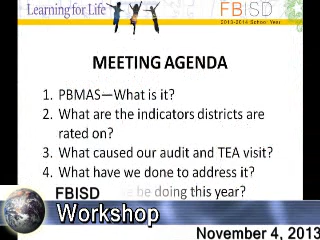 Learning for Life
FBISD
2013-2014 School Year
MEETING AGENDA
1. PBMAS—What is it?
2. What are the indicators districts are
rated on?
3. What caused our audit and TEA visit?
4. What have we done to address it?
be doing this year?
FBISD
Workshop
November 4, 2013